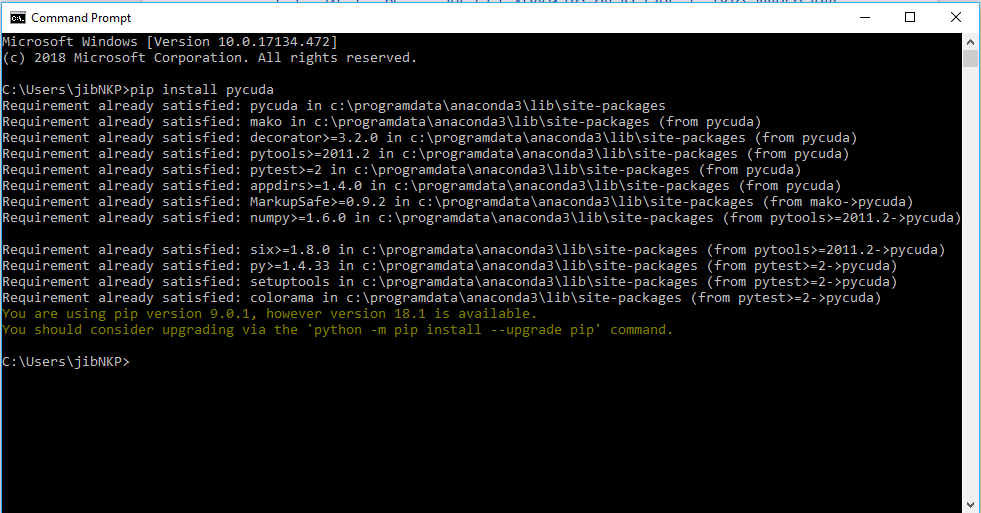 Command Prompt
Microsoft Windows [Version 10.0.17134.472]
(c) 2018 Microsoft Corporation. All rights reserved.
C:\Users\jibNKP>pip install pycuda
Requirement already satisfied: pycuda in c:\programdata\anaconda3\lib\site-packages
Requirement already satisfied: mako in c:\programdata\anaconda3\lib\site-packages (from pycuda)
Requirement already satisfied: decorator>=3.2.0 in c:\programdata\anaconda3\lib\site-packages (from pycuda)
Requirement already satisfied: pytools>=2011.2 in c:\programdata\anaconda3\lib\site-packages (from pycuda)
Requirement already satisfied: pytest>=2 in c:\programdata\anaconda3\lib\site-packages (from pycuda)
Requirement already satisfied: appdirs>=1.4.0 in c:\programdata\anaconda3\lib\site-packages (from pycuda)
Requirement already satisfied: MarkupSafe>=0.9.2 in c:\programdata\anaconda3\lib\site-packages (from mako->pycuda)
Requirement already satisfied: numpy>=1.6.0 in c:\programdata\anaconda3\lib\site-packages (from pytools>=2011.2->pycuda)
Requirement already satisfied: six>=1.8.0 in c:\programdata\anaconda3\lib\site-packages (from pytools>=2011.2->pycuda)
Requirement already satisfied: py>=1.4.33 in c:\programdata\anaconda3\lib\site-packages (from pytest>=2->pycuda)
Requirement already satisfied: setuptools in c:\programdata\anaconda3\lib\site-packages (from pytest>=2->pycuda)
Requirement already satisfied: colorama in c:\programdata\anaconda3\lib\site-packages (from pytest>=2->pycuda)
You are using pip version 9.0.1, however version 18.1 is available.
You should consider upgrading via the 'python -m pip install --upgrade pip' command.
C:\Users\jibNKP>